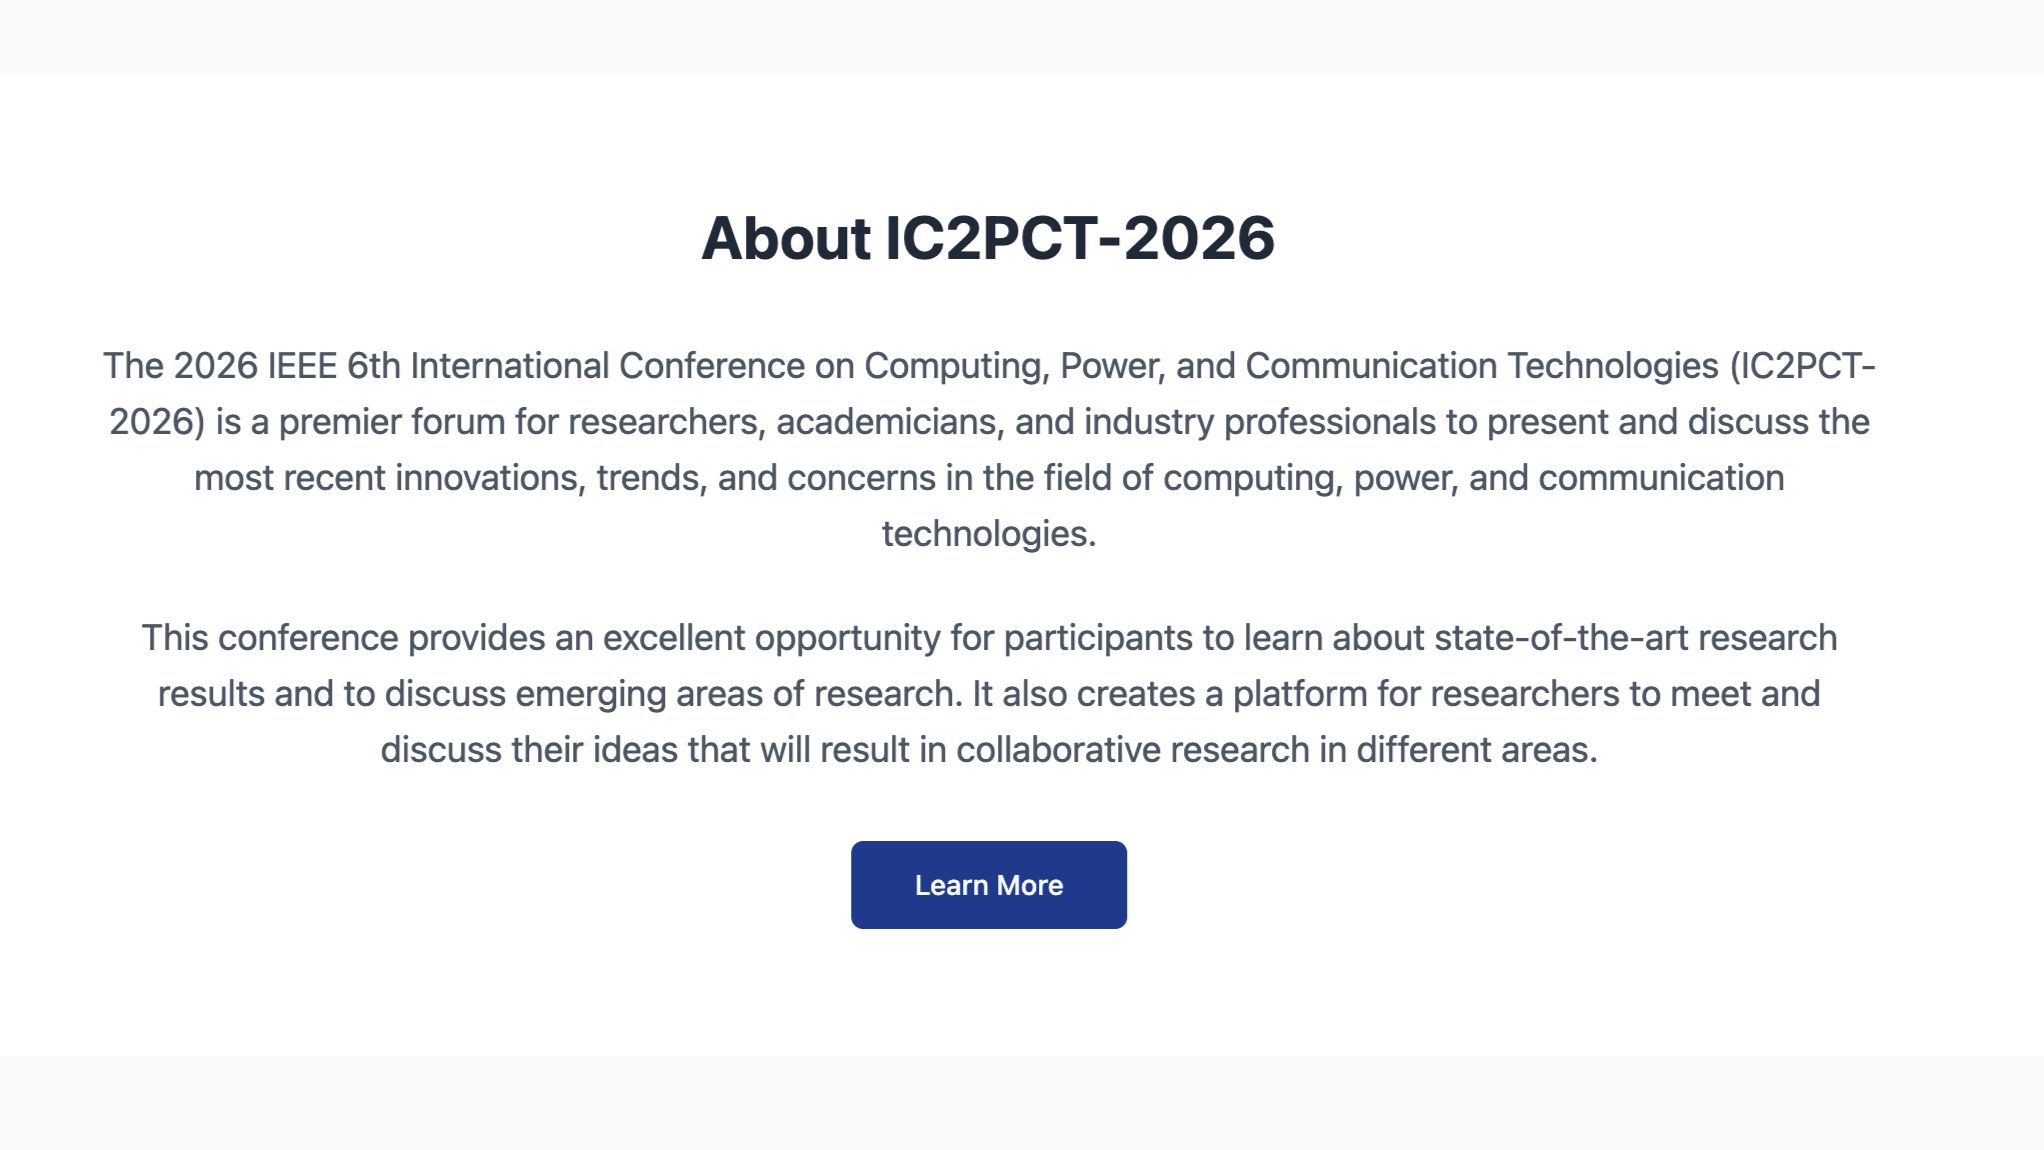 About IC2PCT-2026
The 2026 IEEE 6th International Conference on Computing, Power, and Communication Technologies (IC2PCT-
2026) is a premier forum for researchers, academicians, and industry professionals to present and discuss the
most recent innovations, trends, and concerns in the field of computing, power, and communication
technologies.
This conference provides an excellent opportunity for participants to learn about state-of-the-art research
results and to discuss emerging areas of research. It also creates a platform for researchers to meet and
discuss their ideas that will result in collaborative research in different areas.
Learn More